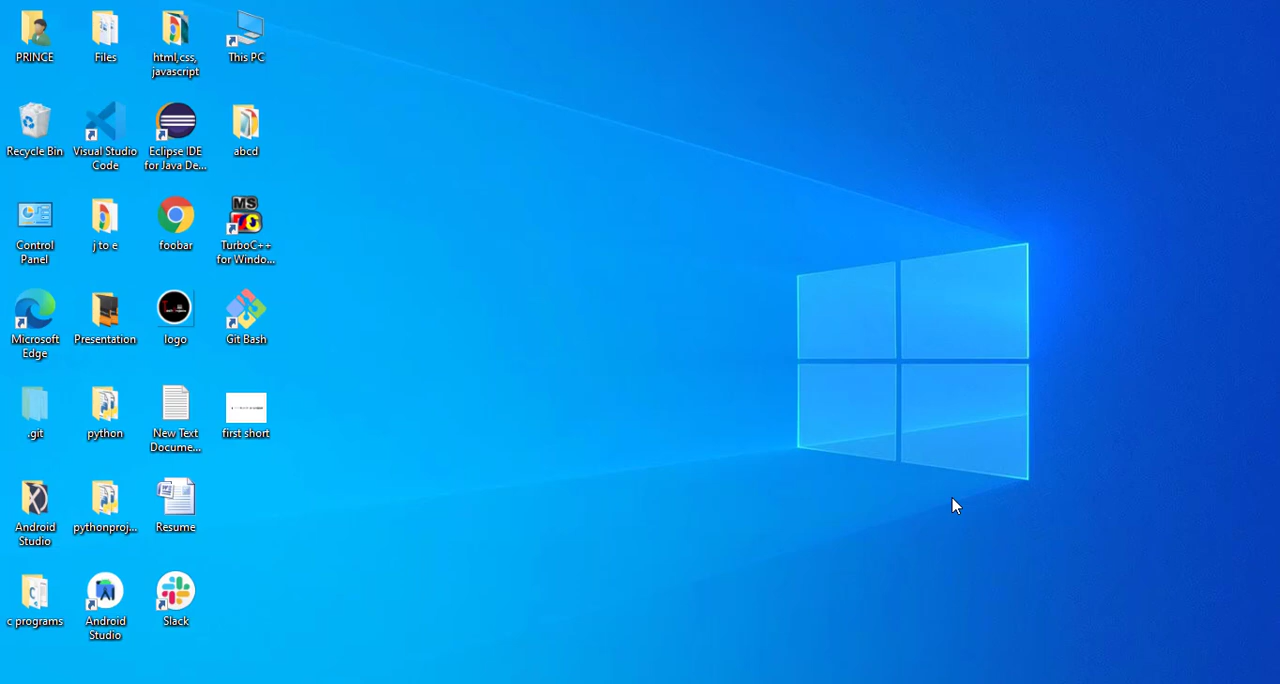 PRINCE
Files
html,css,
javascript
This PC
Recycle Bin
Visual Studio
Code
Eclipse IDE
for Java De...
abcd
Control
Panel
j to e
foobar
MS
TurboC++
for Windo...
Microsoft
Edge
Presentation
logo
Git Bash
.git
python
New Text
Docume...
first short
Android
Studio
pythonproj...
Resume
c programs
Android
Studio
Slack